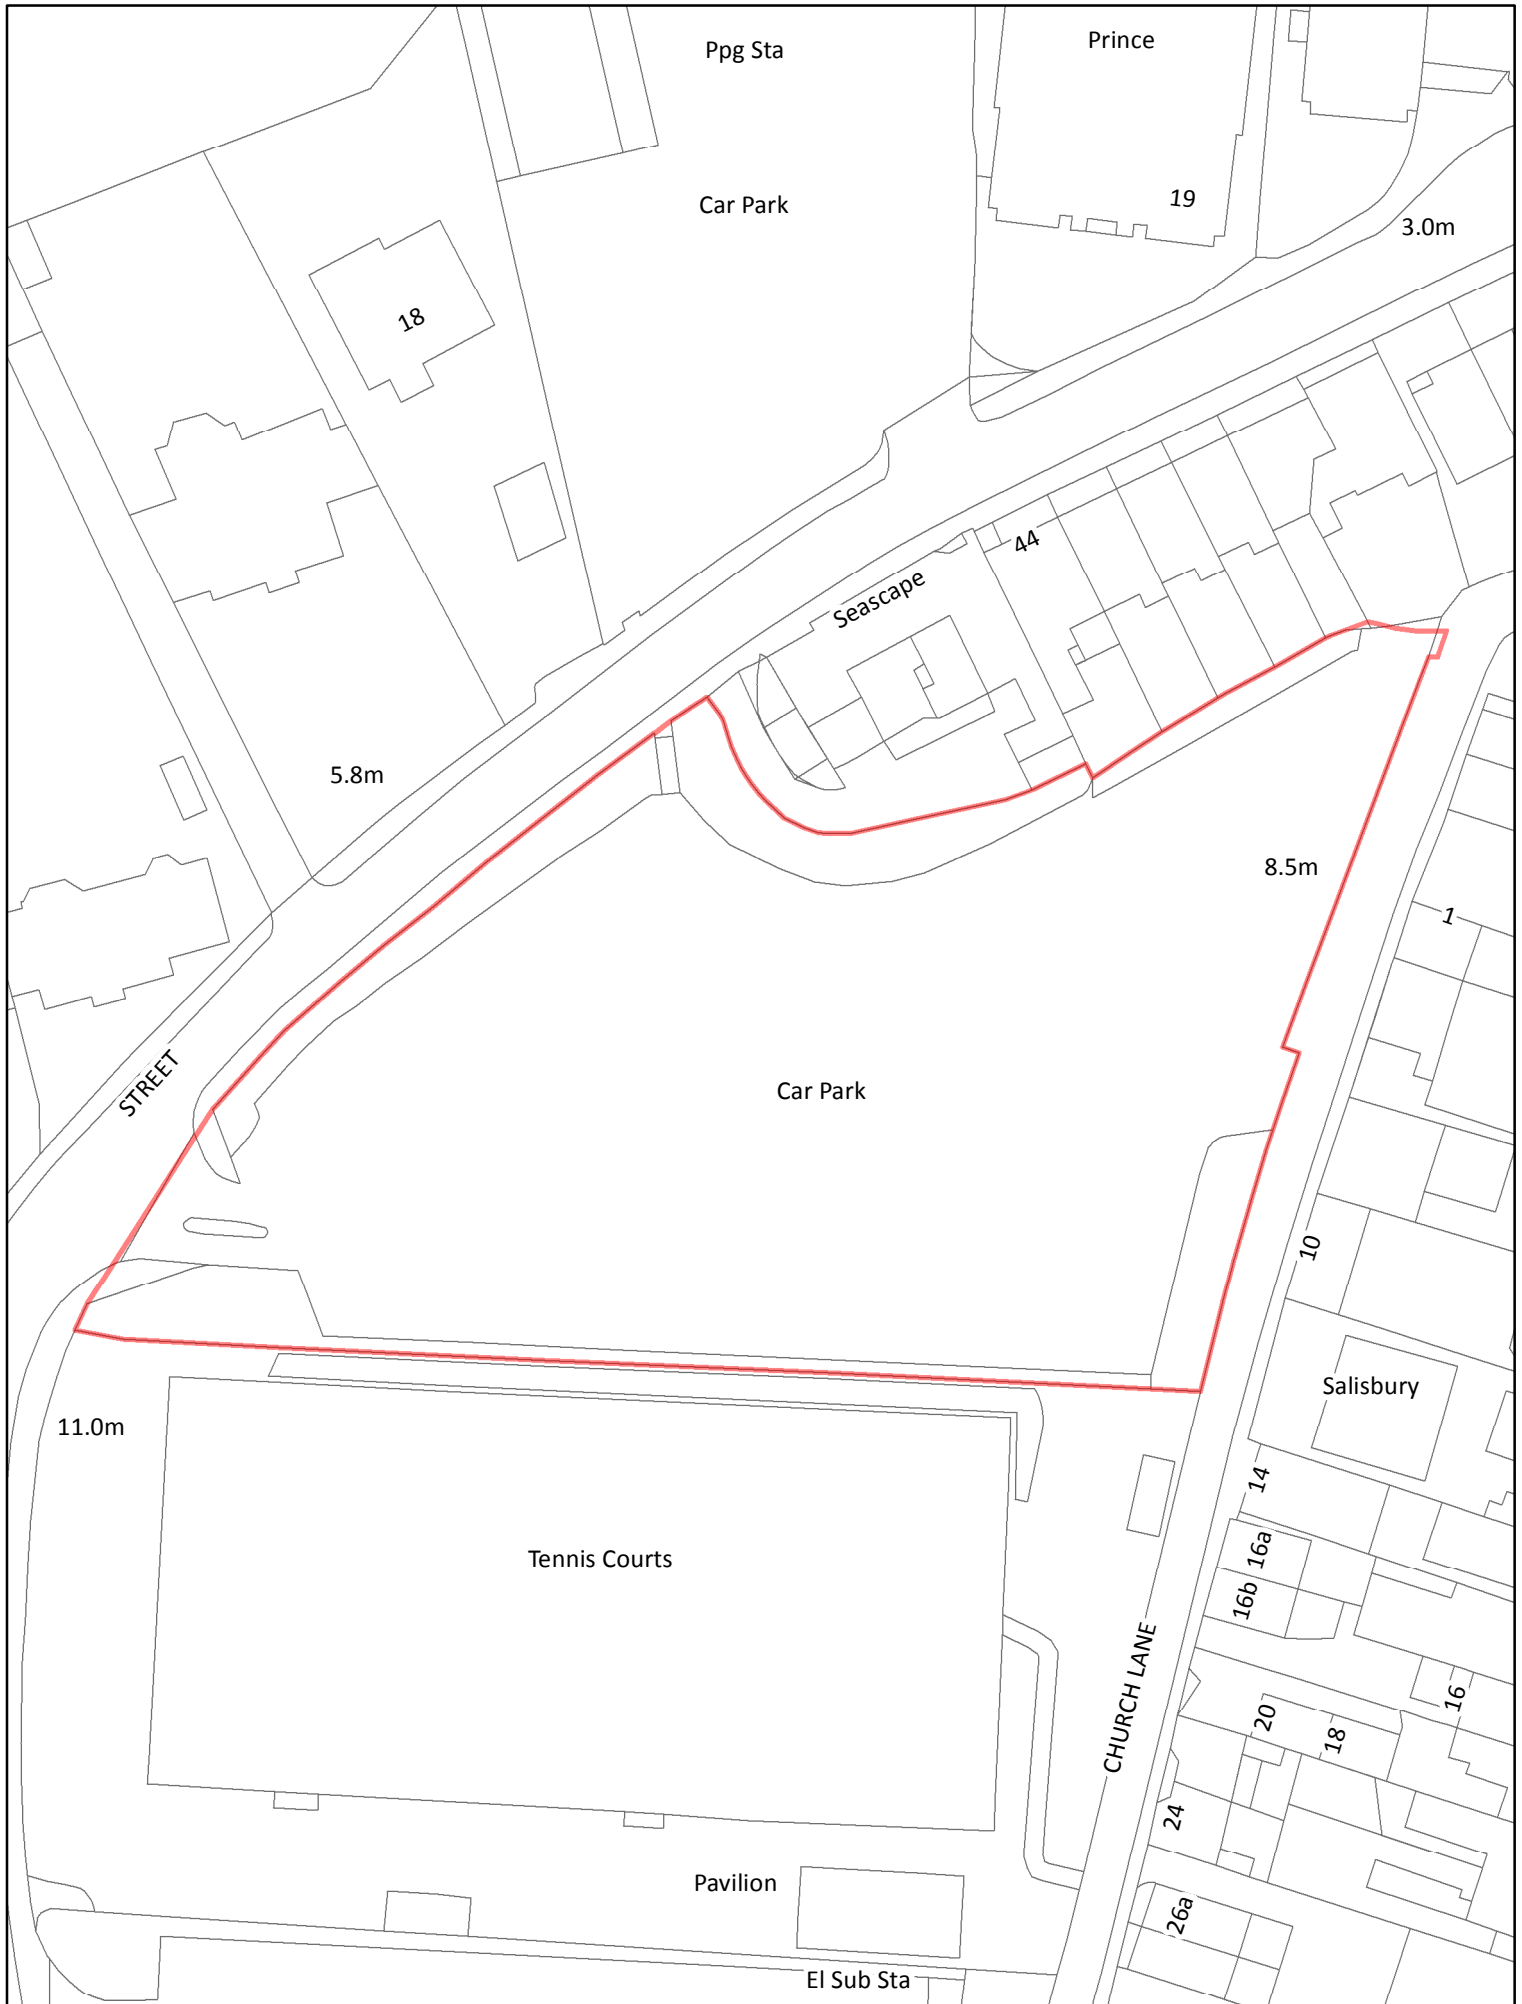 Ppg Sta
Prince
Car Park
19
3.0m
18
44
Seascape
5.8m
8.5m
1
STREET
Car Park
10
Salisbury
11.0m
14
16a
Tennis Courts
16b
CHURCH LANE
16
20
18
24
Pavilion
26a
El Sub Sta